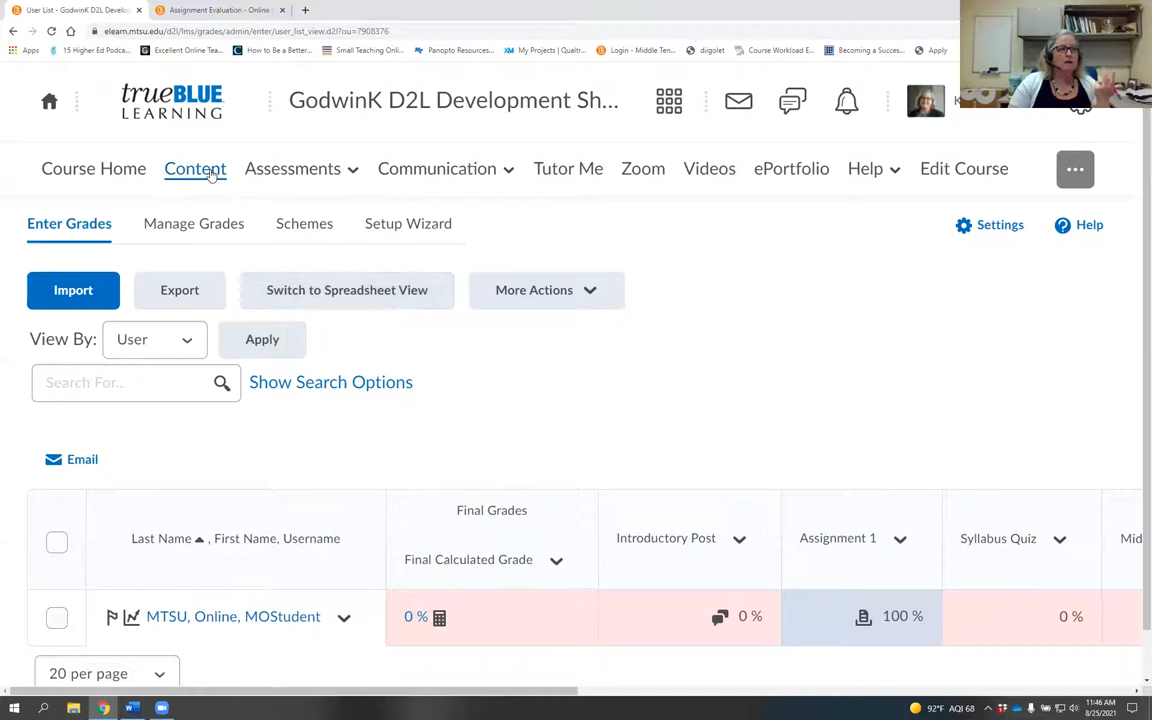 User List - GodwinK D2L Develop
Assignment Evaluation - Online
elearn.mtsu.edu/d2l/lms/grades/admin/enter/user_list_view.d2l?ou=7908376
Apps
15 Higher Ed Podca...
Excellent Online Tea...
How to Be a Better...
Small Teaching Onli...
Panopto Resources...
My Projects | Qualtr...
Login - Middle Ten...
diigolet
Course Workload E...
Becoming a Succes...
Apply
trueBLUE
LEARNING
GodwinK D2L Development Sh...
Course Home
Content
Assessments
Communication
Tutor Me
Zoom
Videos
ePortfolio
Help
Edit Course
Enter Grades
Manage Grades
Schemes
Setup Wizard
Settings
Help
Import
Export
Switch to Spreadsheet View
More Actions
View By:
User
Apply
Search For..
Show Search Options
Email
Final Grades
Last Name , First Name, Username
Final Calculated Grade
Introductory Post
Assignment 1
Syllabus Quiz
Mid
MTSU, Online, MOStudent
0 %
0 %
100 %
0 %
20 per page
92°F AQI 68
11:46 AM
8/25/2021